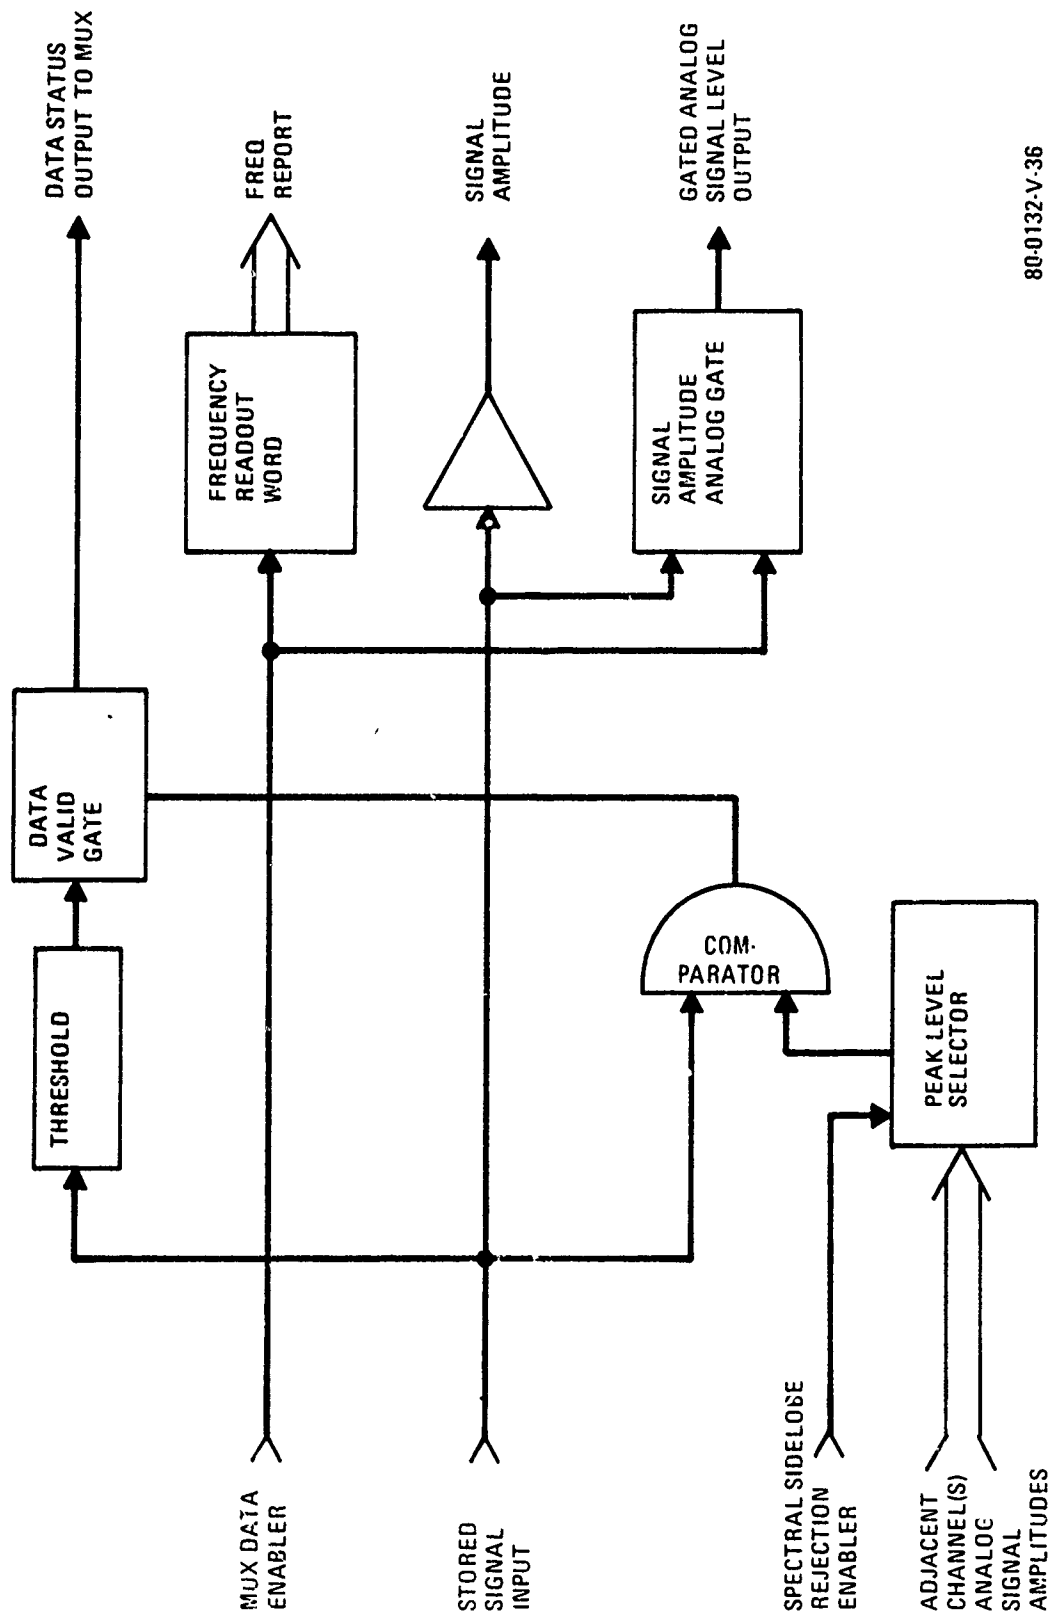 DATA STATUS
OUTPUT TO MUX
FREQ
REPORT
SIGNAL
AMPLITUDE
GATED ANALOG
SIGNAL LEVEL
OUTPUT
THRESHOLD
DATA
VALID
GATE
FREQUENCY
READOUT
WORD
SIGNAL
AMPLITUDE
ANALOG GATE
COM-
PARATOR
PEAK LEVEL
SELECTOR
MUX DATA
ENABLER
STORED
SIGNAL
INPUT
SPECTRAL SIDELOBE
REJECTION
ENABLER
ADJACENT
CHANNEL(S)
ANALOG
SIGNAL
AMPLITUDES
80-0132-V-36